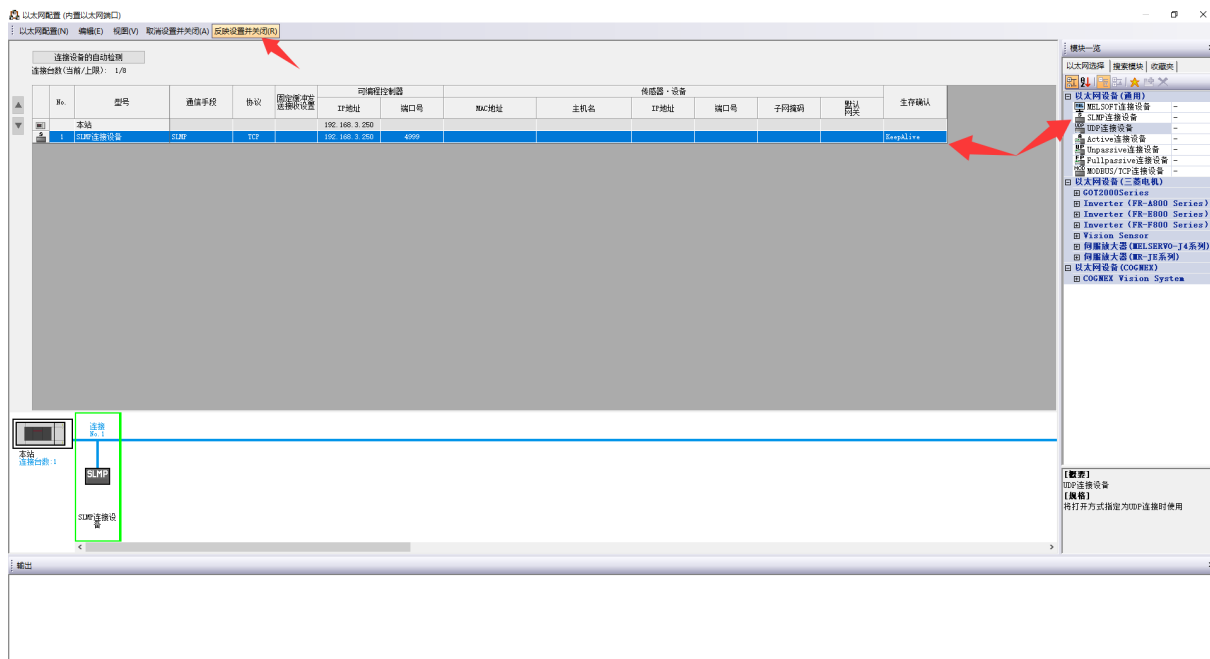 以太网配置 (内置以太网端口)
以太网配置(N) 编辑(E) 视图(V) 取消设置并关闭(A) 反映设置并关闭(R)
连接设备的自动检测
连接台数(当前/上限): 1/8
可编程控制器 传感器・设备
No. 型号 通信手段 协议 固定缓冲发送接收设置 IP地址 端口号 MAC地址 主机名 IP地址 端口号 子网掩码 默认网关 生存确认
本站 192.168.3.250
1 SLMP连接设备 SLMP TCP 192.168.3.250 4999 KeepAlive
连接
No.1
本站
连接台数:1
SLMP
SLMP连接设
备
模块一览
以太网选择 搜索模块 收藏夹
以太网设备(通用)
MELSOFT连接设备 -
SLMP连接设备 -
UDP连接设备 -
Active连接设备 -
Unpassive连接设备 -
Fullpassive连接设备 -
MODBUS/TCP连接设备 -
以太网设备(三菱电机)
GOT2000Series
Inverter (FR-A800 Series)
Inverter (FR-E800 Series)
Inverter (FR-F800 Series)
Vision Sensor
伺服放大器(MELSERVO-J4系列)
伺服放大器(MR-JE系列)
以太网设备(COGNEX)
COGNEX Vision System
[概要]
UDP连接设备
[规格]
将打开方式指定为UDP连接时使用
输出